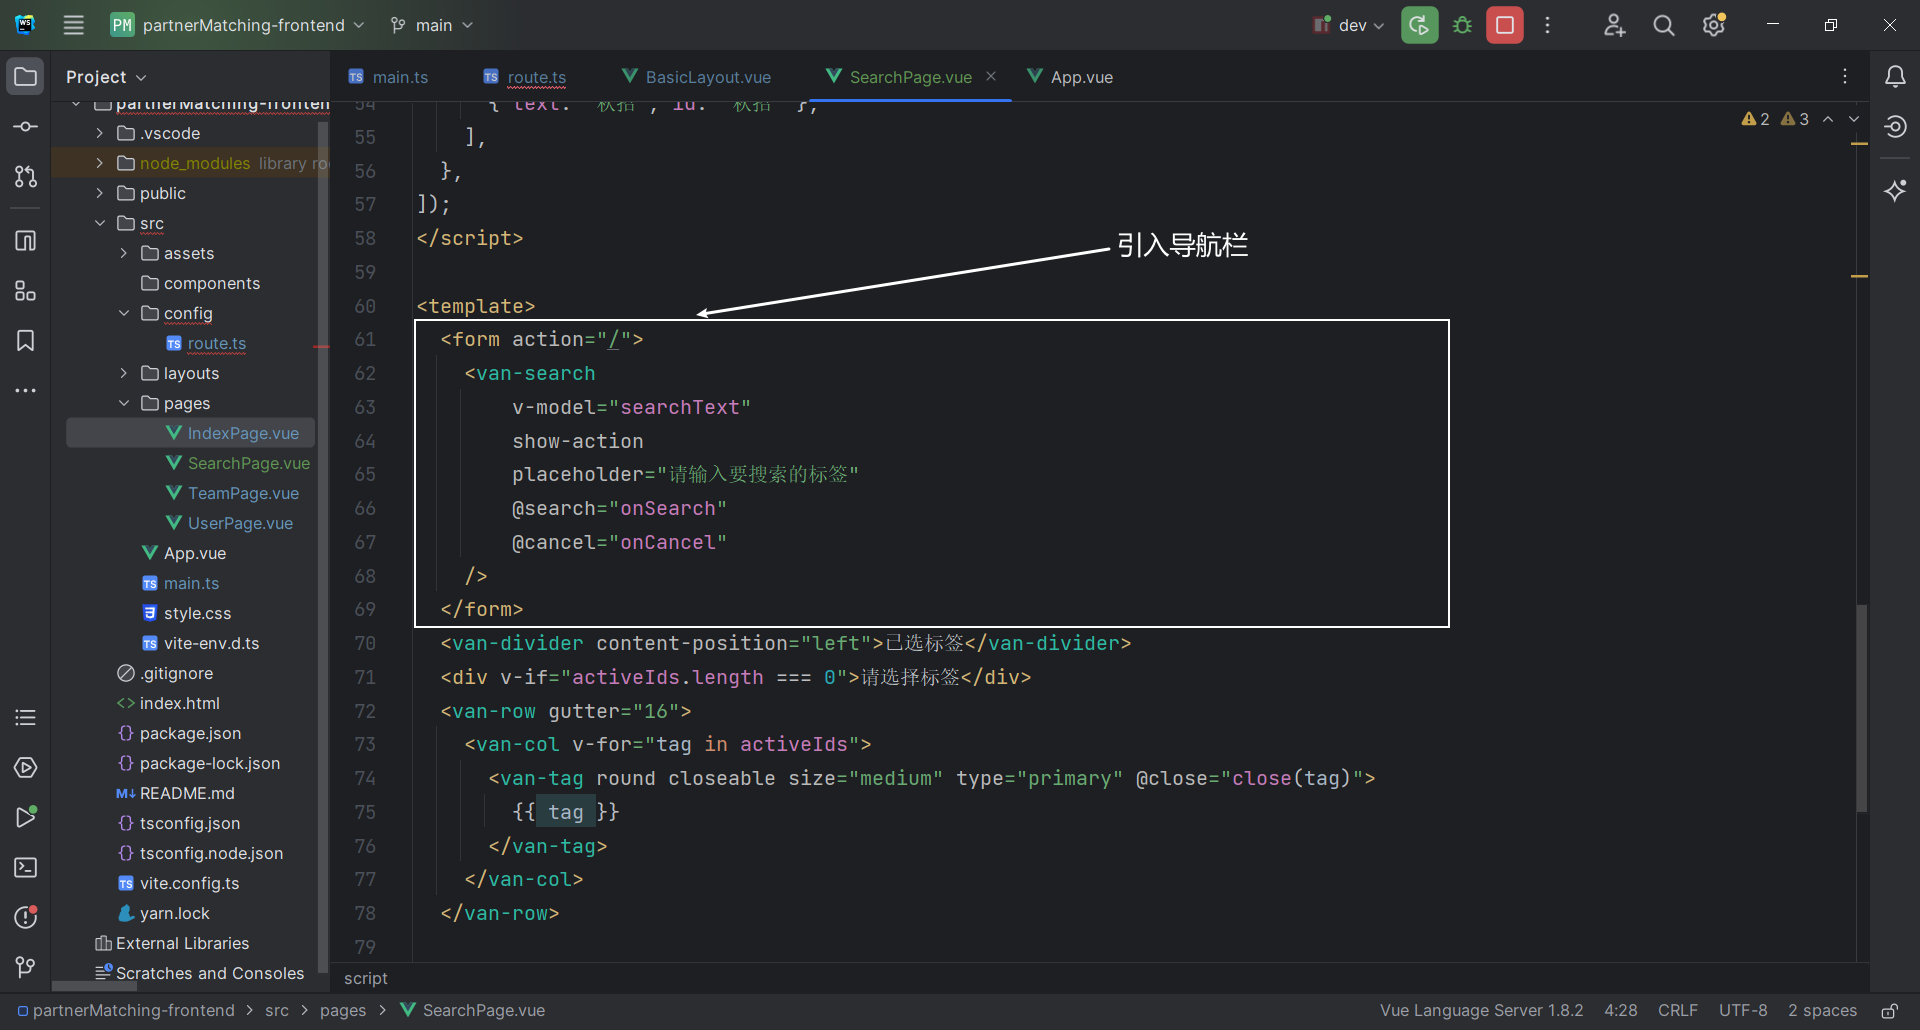 PM partnerMatching-frontend main dev
Project
main.ts route.ts BasicLayout.vue SearchPage.vue App.vue
partnerMatching-fronten
.vscode
node_modules library ro
public
src
assets
components
config
route.ts
layouts
pages
IndexPage.vue
SearchPage.vue
TeamPage.vue
UserPage.vue
App.vue
main.ts
style.css
vite-env.d.ts
.gitignore
index.html
package.json
package-lock.json
README.md
tsconfig.json
tsconfig.node.json
vite.config.ts
yarn.lock
External Libraries
Scratches and Consoles
2 3
54 { text: '秋招', id: '秋招' },
55 ],
56 },
57 ]);
58 </script>
59
60 <template>
61 <form action="/">
62 <van-search
63 v-model="searchText"
64 show-action
65 placeholder="请输入要搜索的标签"
66 @search="onSearch"
67 @cancel="onCancel"
68 />
69 </form>
70 <van-divider content-position="left">已选标签</van-divider>
71 <div v-if="activeIds.length === 0">请选择标签</div>
72 <van-row gutter="16">
73 <van-col v-for="tag in activeIds">
74 <van-tag round closeable size="medium" type="primary" @close="close(tag)">
75 {{ tag }}
76 </van-tag>
77 </van-col>
78 </van-row>
79
引入导航栏
script
partnerMatching-frontend > src > pages > SearchPage.vue
Vue Language Server 1.8.2 4:28 CRLF UTF-8 2 spaces